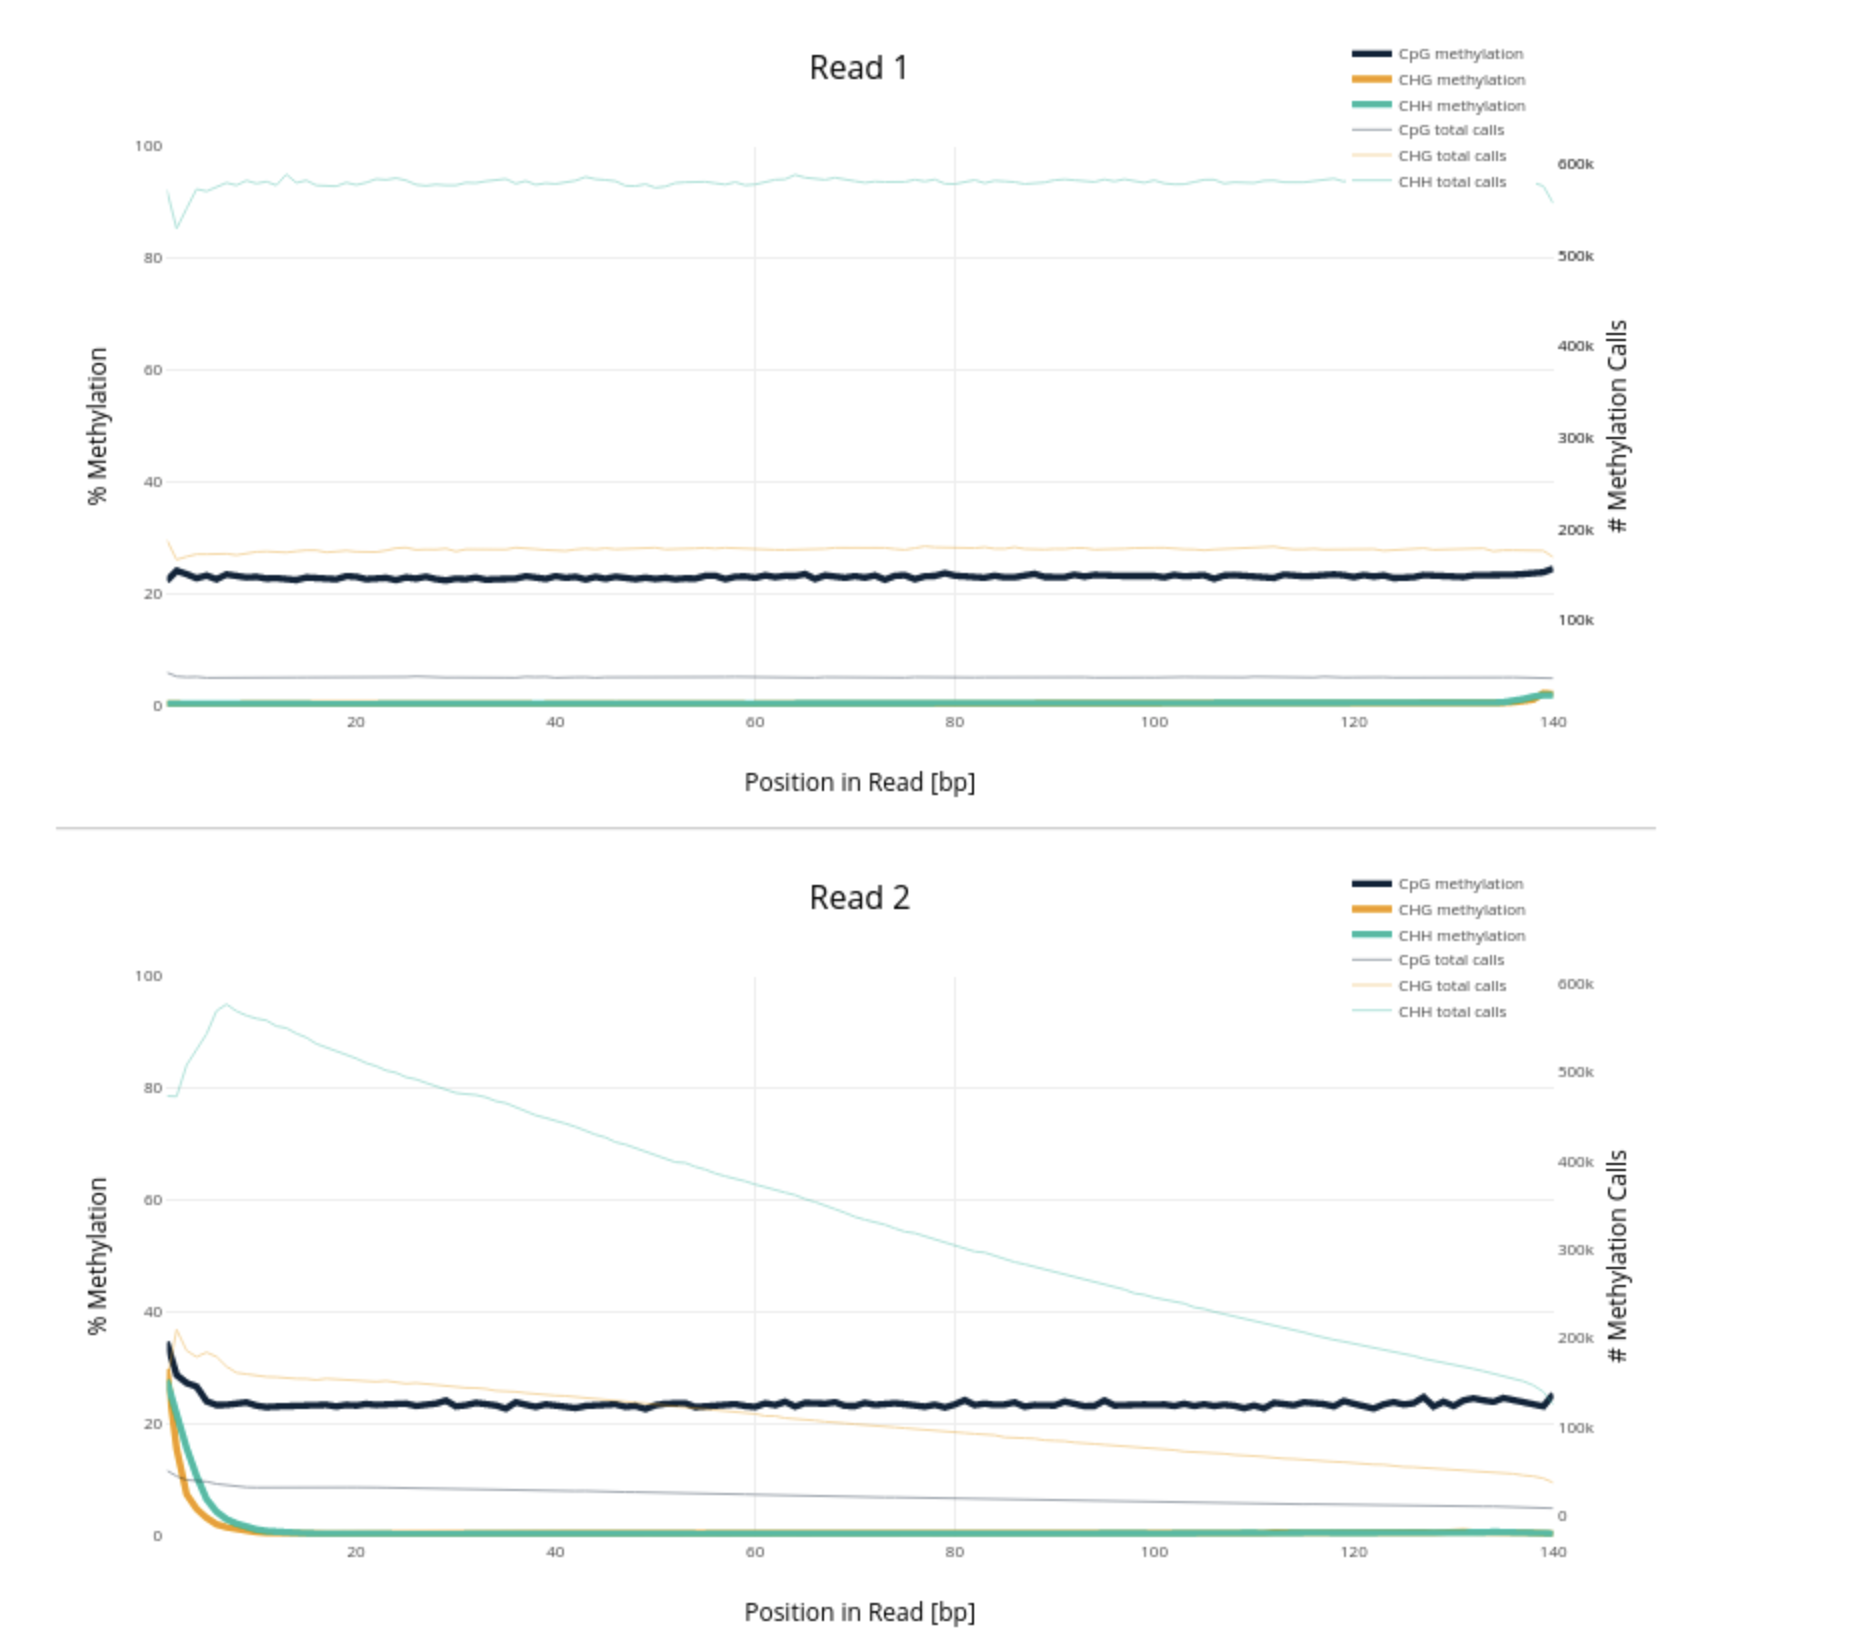 Read 1
CpG methylation
CHG methylation
CHH methylation
CpG total calls
CHG total calls
CHH total calls
100
80
60
40
20
0
% Methylation
600k
500k
400k
300k
200k
100k
# Methylation Calls
20
40
60
80
100
120
140
Position in Read [bp]
Read 2
CpG methylation
CHG methylation
CHH methylation
CpG total calls
CHG total calls
CHH total calls
100
80
60
40
20
0
% Methylation
600k
500k
400k
300k
200k
100k
0
# Methylation Calls
20
40
60
80
100
120
140
Position in Read [bp]